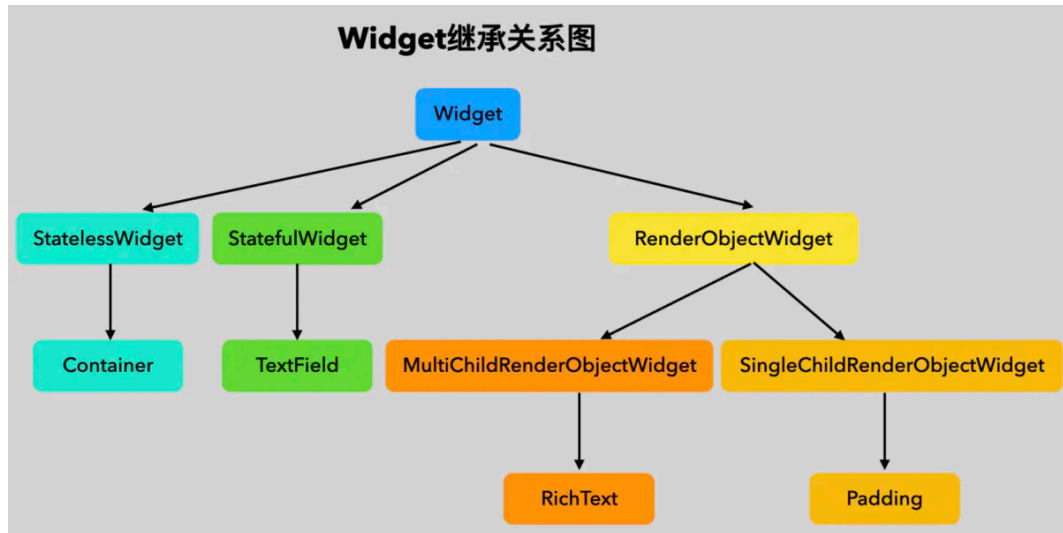 Widget继承关系图
Widget
StatelessWidget
StatefulWidget
RenderObjectWidget
Container
TextField
MultiChildRenderObjectWidget
SingleChildRenderObjectWidget
RichText
Padding